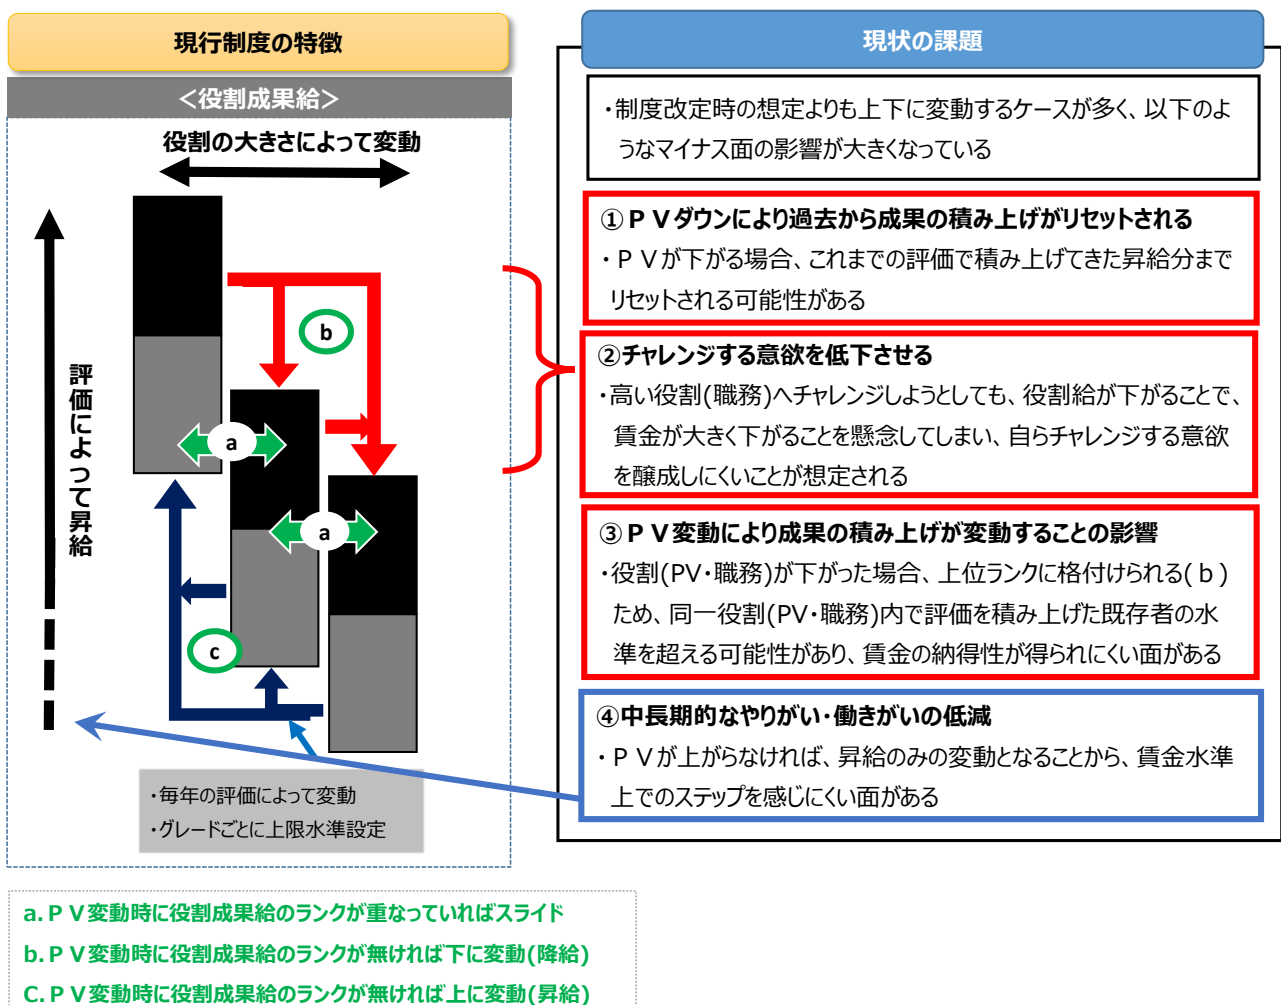 現行制度の特徴
＜役割成果給＞
役割の大きさによって変動
評価によって昇給
b
a
a
c
・毎年の評価によって変動
・グレードごとに上限水準設定
現状の課題
・制度改定時の想定よりも上下に変動するケースが多く、以下のよ
うなマイナス面の影響が大きくなっている
①ＰＶダウンにより過去から成果の積み上げがリセットされる
・ＰＶが下がる場合、これまでの評価で積み上げてきた昇給分まで
リセットされる可能性がある
②チャレンジする意欲を低下させる
・高い役割(職務)へチャレンジしようとしても、役割給が下がることで、
賃金が大きく下がることを懸念してしまい、自らチャレンジする意欲
を醸成しにくいことが想定される
③ＰＶ変動により成果の積み上げが変動することの影響
・役割(PV・職務)が下がった場合、上位ランクに格付けられる(ｂ)
ため、同一役割(PV・職務)内で評価を積み上げた既存者の水
準を超える可能性があり、賃金の納得性が得られにくい面がある
④中長期的なやりがい・働きがいの低減
・ＰＶが上がらなければ、昇給のみの変動となることから、賃金水準
上でのステップを感じにくい面がある
a.ＰＶ変動時に役割成果給のランクが重なっていればスライド
b.ＰＶ変動時に役割成果給のランクが無ければ下に変動(降給)
C.ＰＶ変動時に役割成果給のランクが無ければ上に変動(昇給)